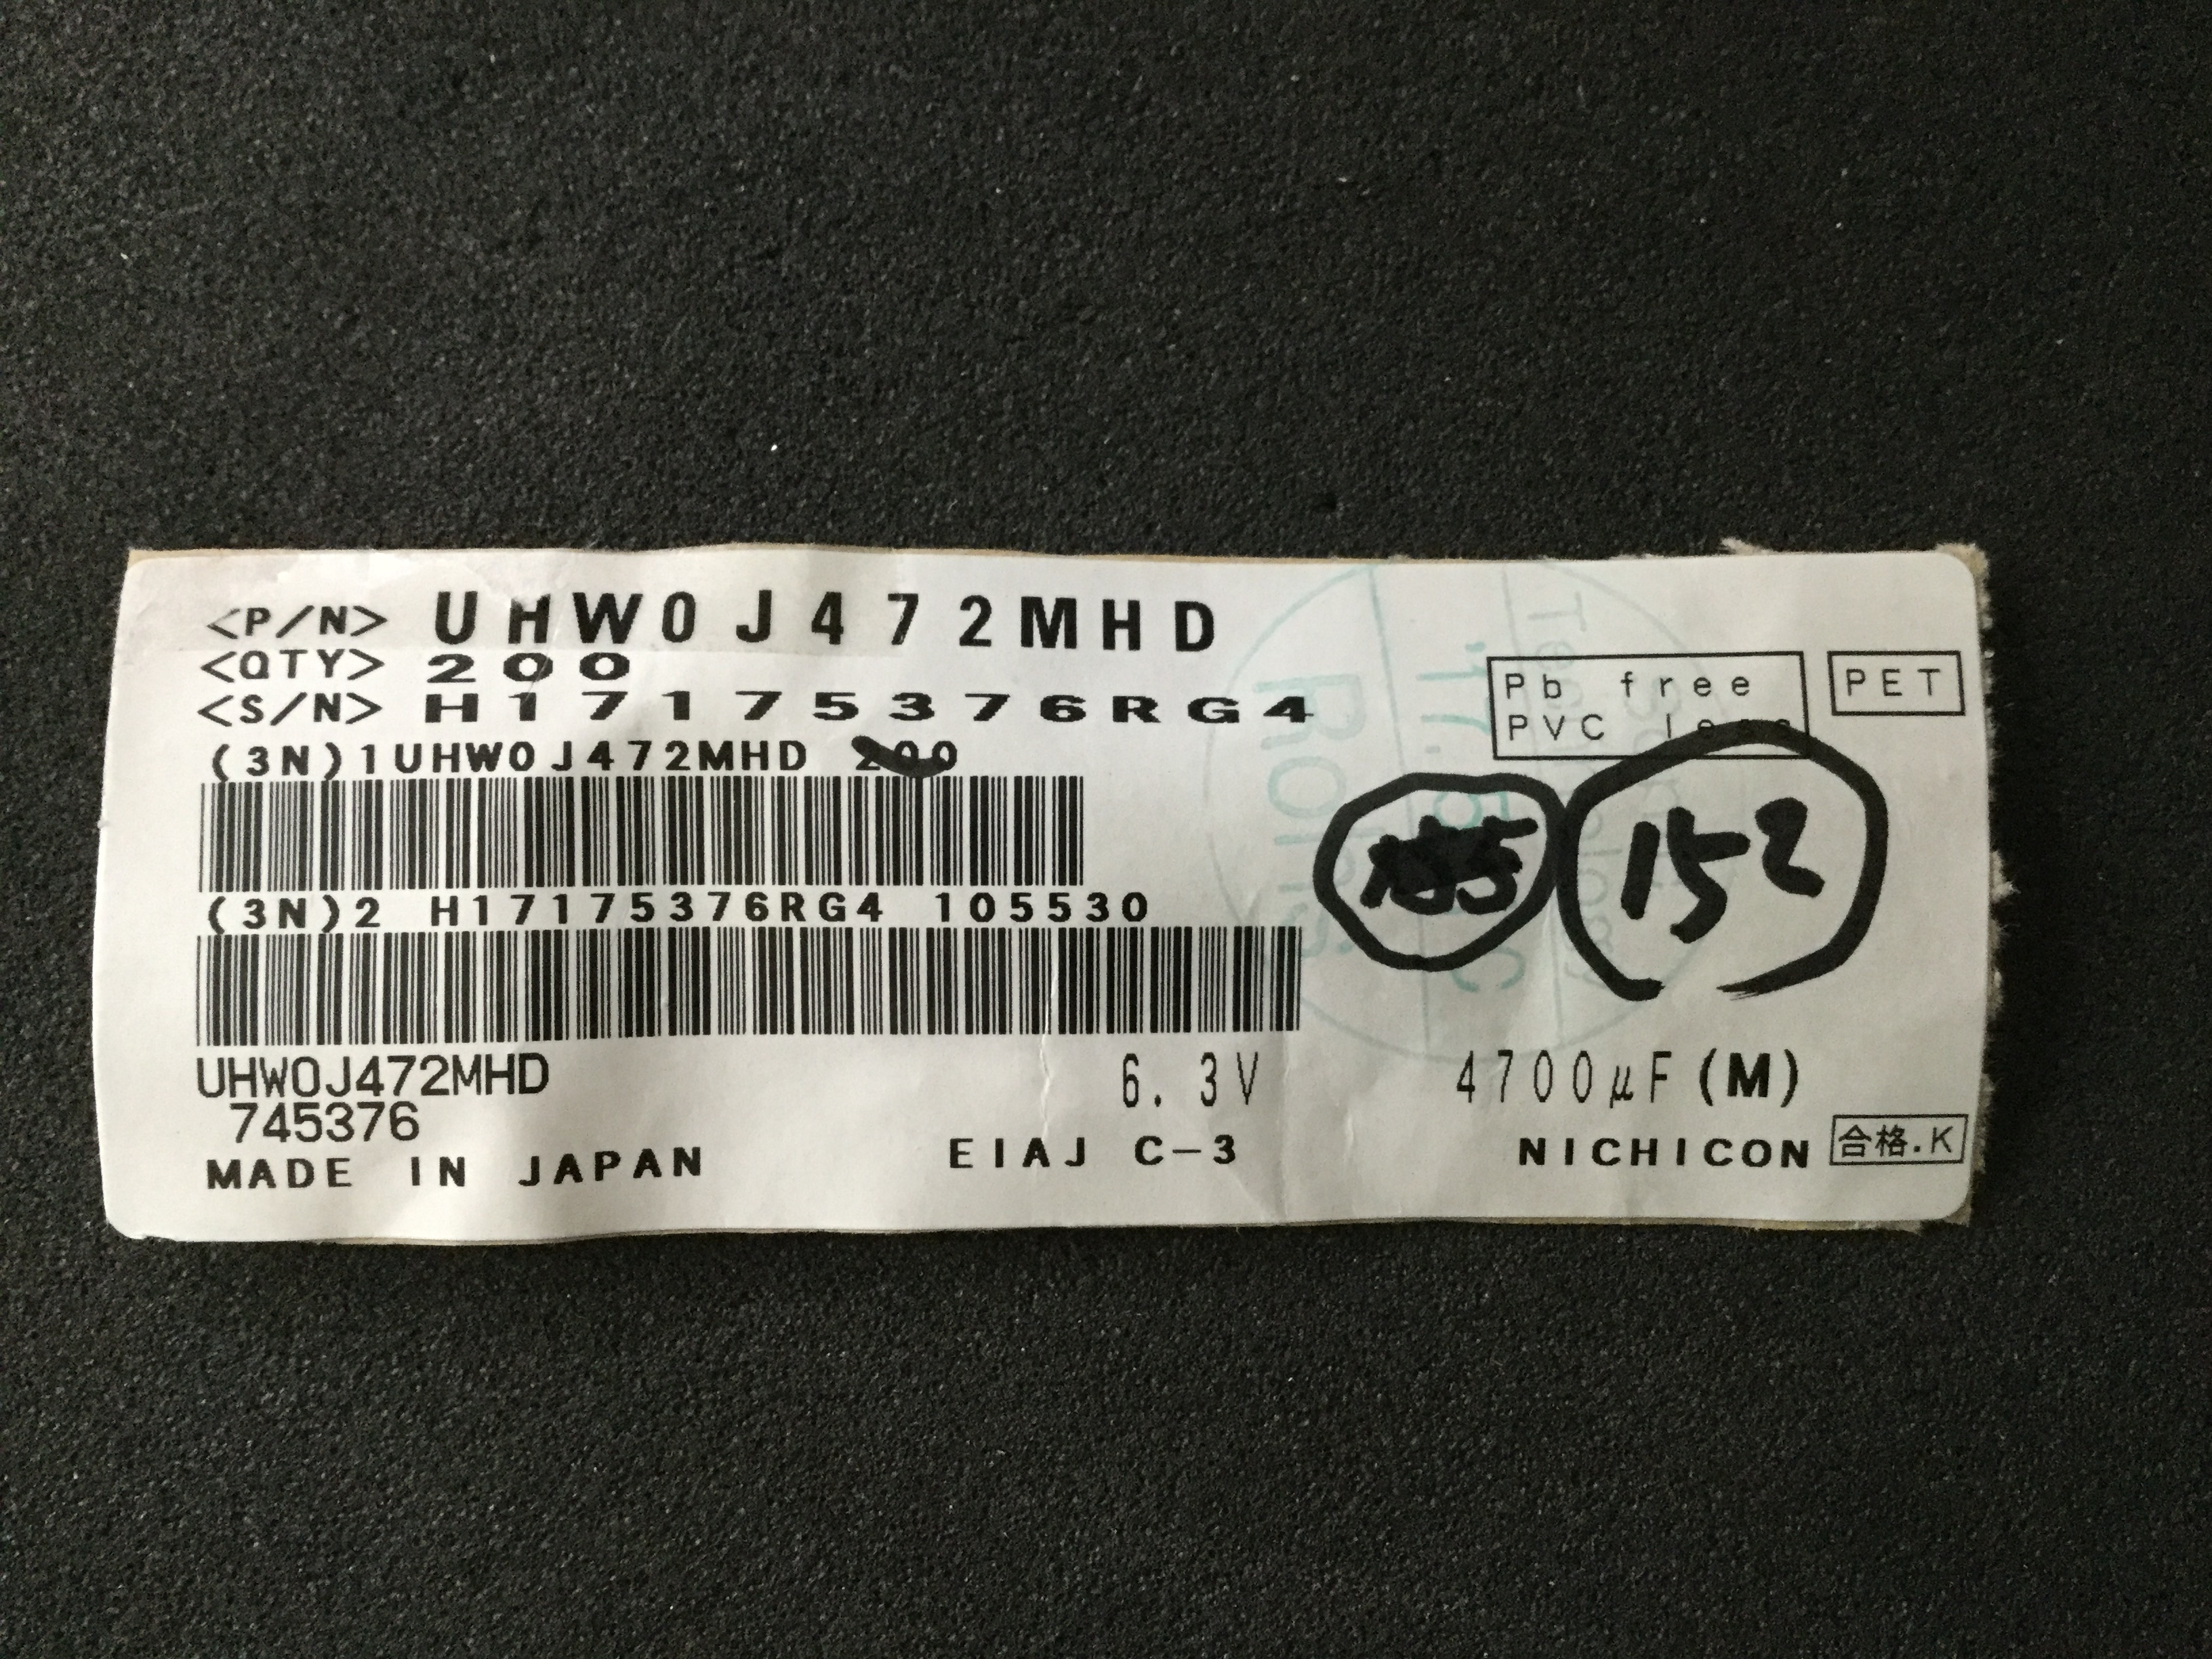 <P/N> UHW0J472MHD
<QTY> 200
<S/N> H17175376RG4
(3N)1UHW0J472MHD 200
Pb free
PVC less
PET
152
(3N)2 H17175376RG4 105530
UHW0J472MHD
6.3V
4700μF(M)
745376
MADE IN JAPAN
EIAJ C-3
NICHICON
合格.K